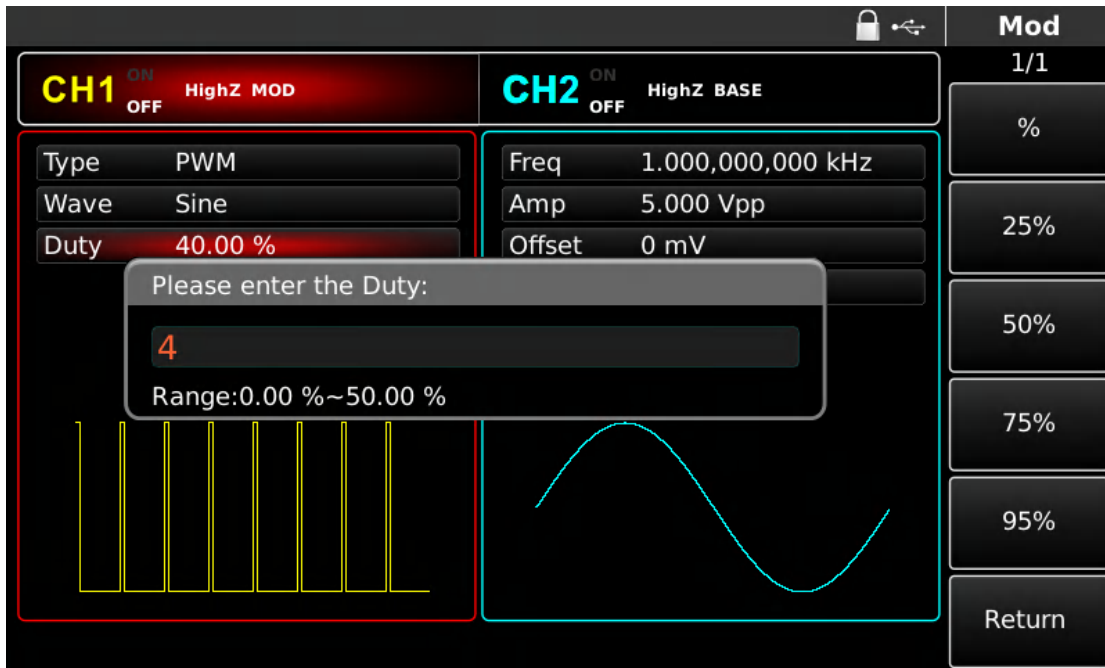 Mod
1/1
CH1 ON OFF HighZ MOD
CH2 ON OFF HighZ BASE
Type PWM
Wave Sine
Duty 40.00 %
Freq 1.000,000,000 kHz
Amp 5.000 Vpp
Offset 0 mV
Please enter the Duty:
4
Range:0.00 %~50.00 %
%
25%
50%
75%
95%
Return